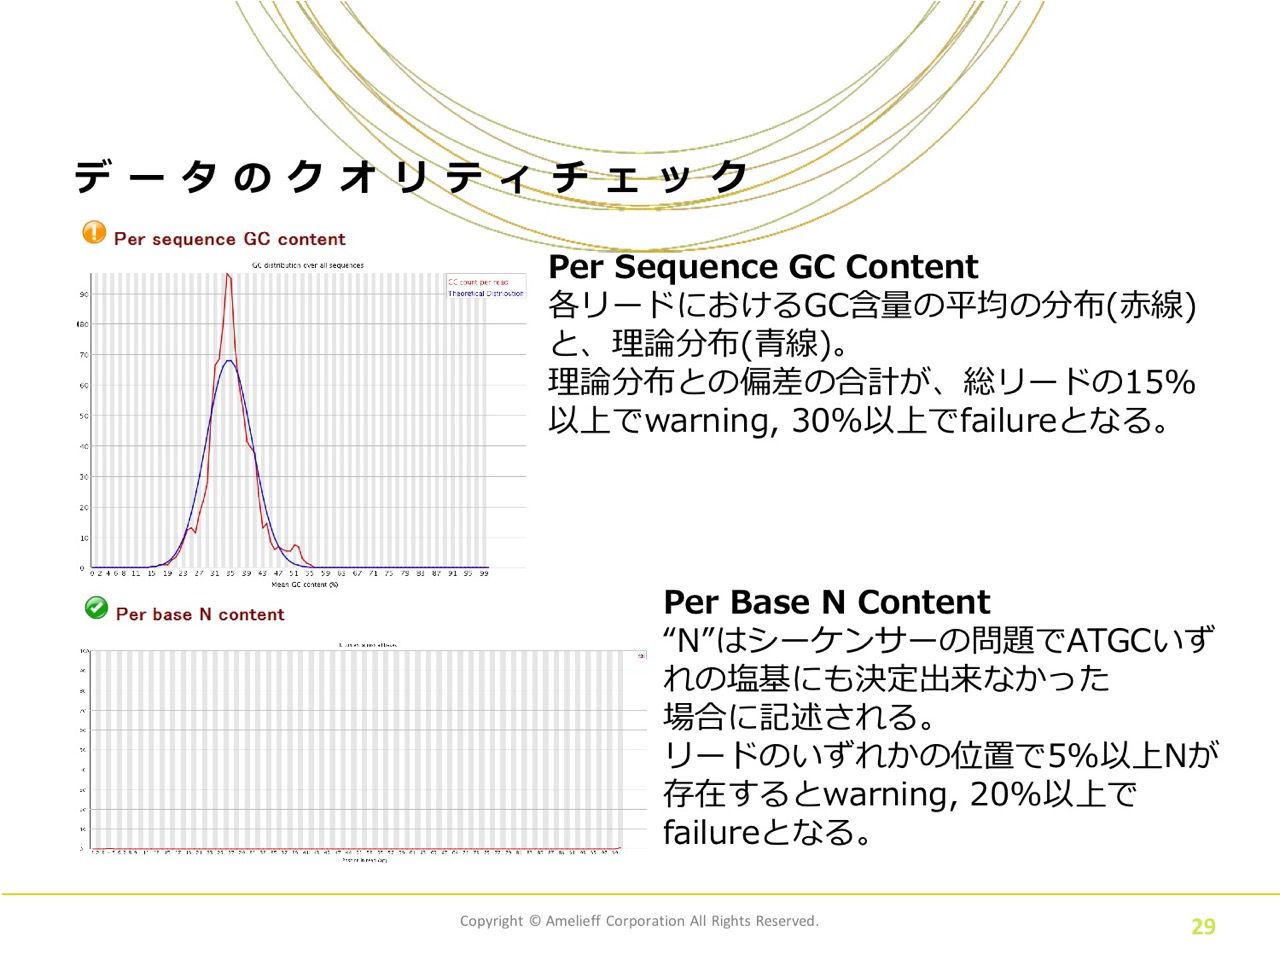 データのクオリティチェック
Per sequence GC content
GC distribution over all sequences
GC count per read
Theoretical Distribution
90
80
70
60
50
40
30
20
10
0
0 2 4 6 8 11 15 19 23 27 31 35 39 43 47 51 55 59 63 67 71 75 79 83 87 91 95 99
Mean GC content (%)
Per Sequence GC Content
各リードにおけるGC含量の平均の分布(赤線)
と、理論分布(青線)。
理論分布との偏差の合計が、総リードの15%
以上でwarning, 30%以上でfailureとなる。
Per base N content
Per Base N Content
“N”はシーケンサーの問題でATGCいず
れの塩基にも決定出来なかった
場合に記述される。
リードのいずれかの位置で5%以上Nが
存在するとwarning, 20%以上で
failureとなる。
Copyright © Amelieff Corporation All Rights Reserved.
29